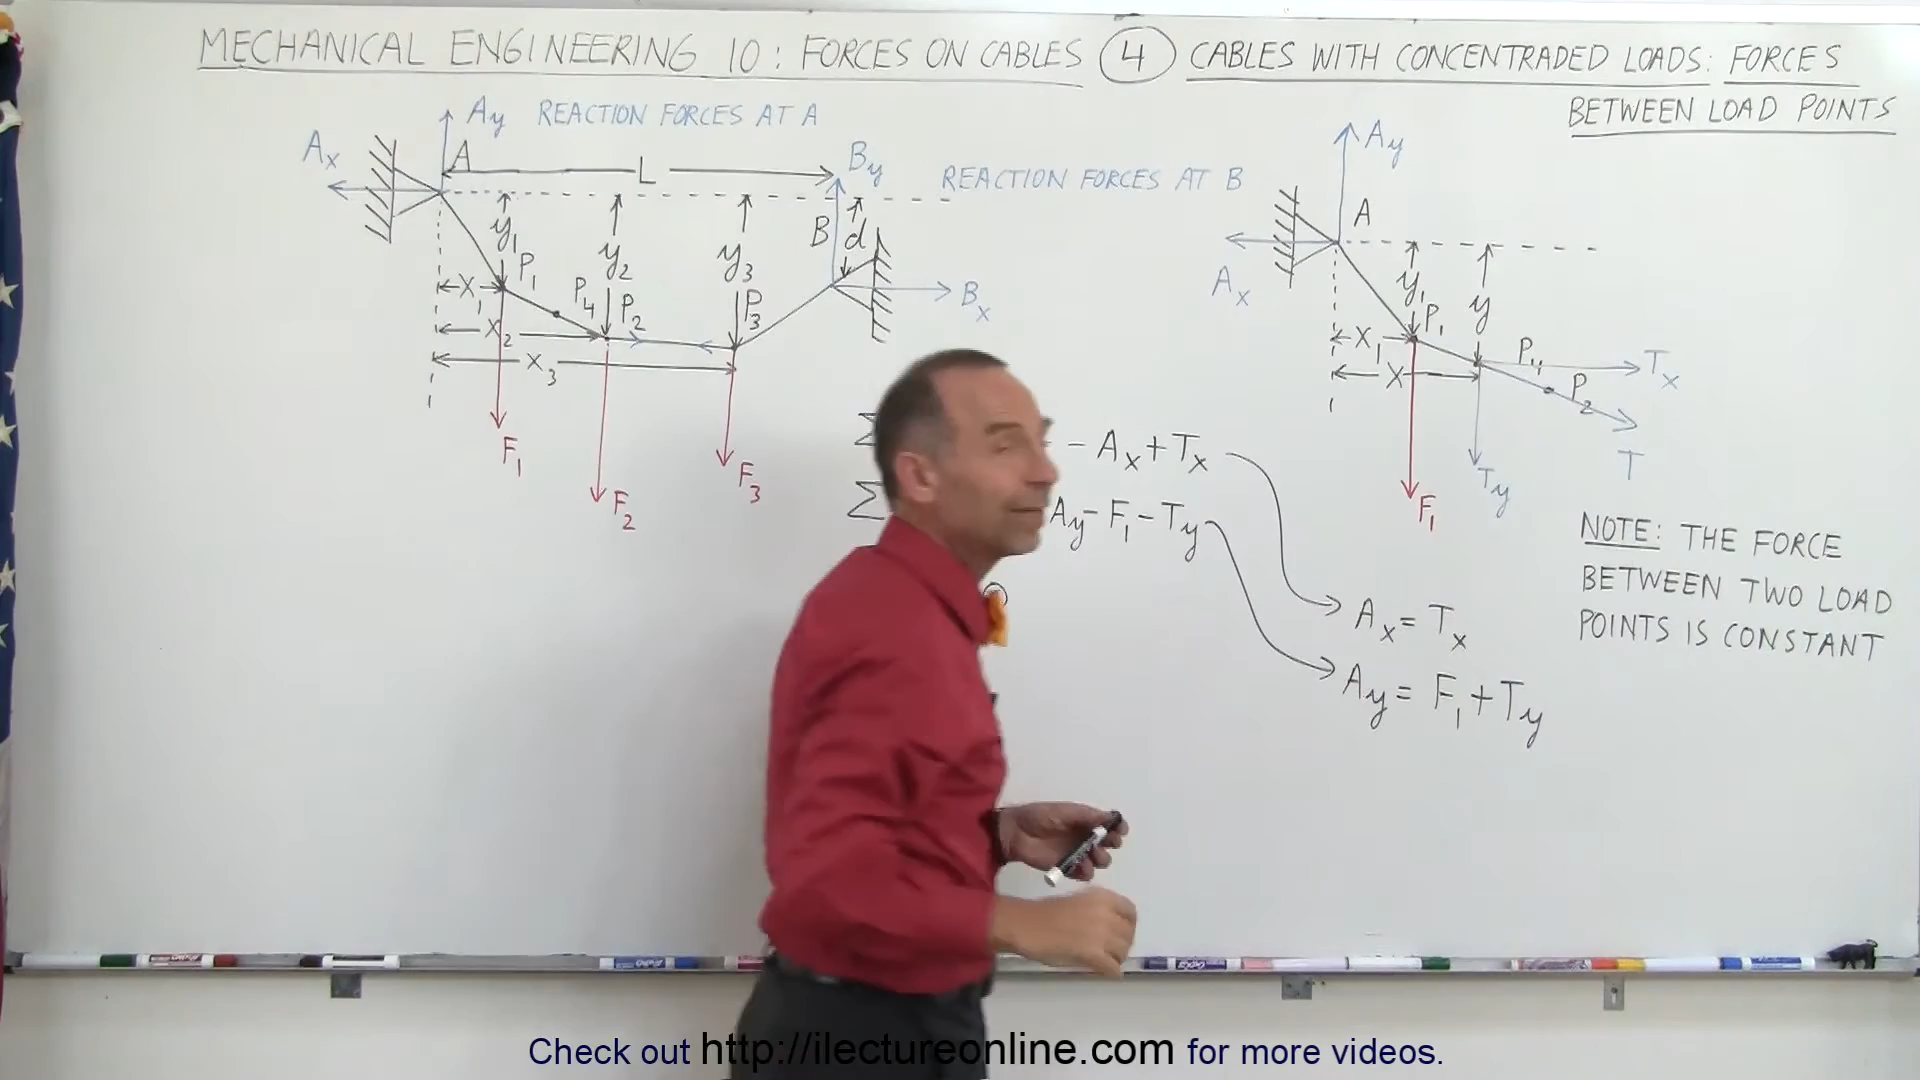 MECHANICAL ENGINEERING 10: FORCES ON CABLES 4 CABLES WITH CONCENTRADED LOADS: FORCES
BETWEEN LOAD POINTS
Ay REACTION FORCES AT A
Ax
A
L
By
REACTION FORCES AT B
B d
y1 y2 y3
P1 P4 P2 P3
x1
x2
x3
Bx
F1
F2
F3
Ay
A
Ax
y1 y
P1
x1
x
P4 Tx
P2
T
Ty
F1
Σ - Ax + Tx
Σ Ay - F1 - Ty
Ax = Tx
Ay = F1 + Ty
NOTE: THE FORCE
BETWEEN TWO LOAD
POINTS IS CONSTANT
Check out http://ilectureonline.com for more videos.